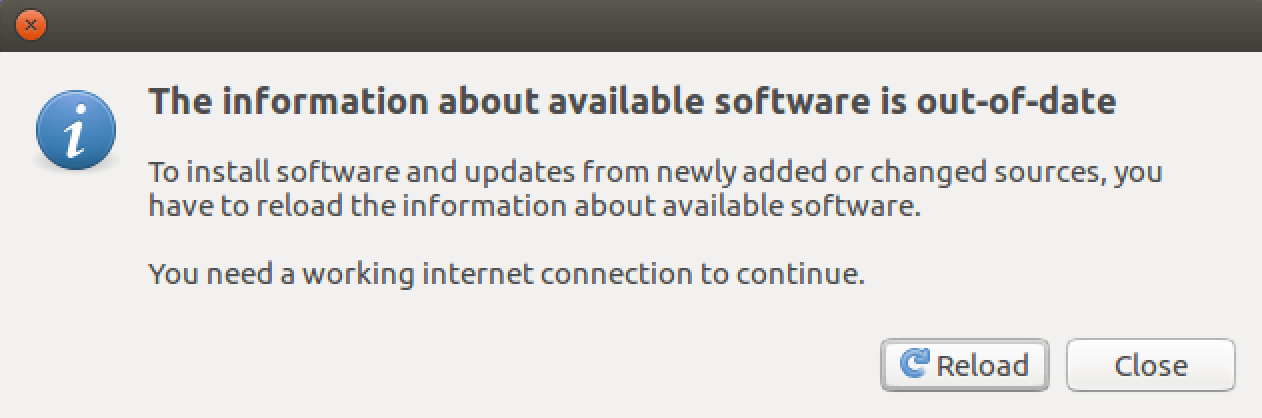 The information about available software is out-of-date
To install software and updates from newly added or changed sources, you
have to reload the information about available software.
You need a working internet connection to continue.
Reload
Close